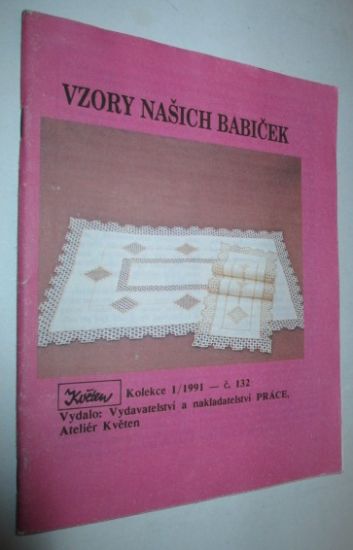 VZORY NAŠICH BABIČEK
Květen Kolekce 1/1991 — č. 132
Vydalo: Vydavatelství a nakladatelství PRÁCE,
Ateliér Květen